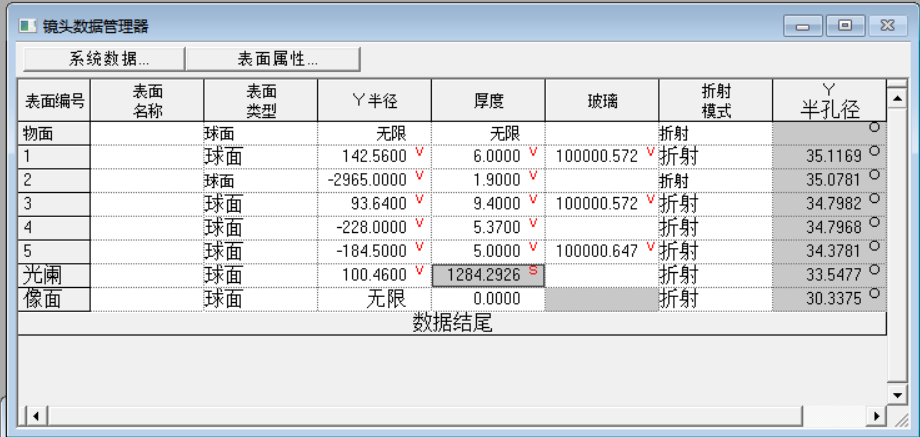 镜头数据管理器
系统数据... 表面属性...
表面编号 表面名称 表面类型 Y半径 厚度 玻璃 折射模式 Y半孔径
物面 球面 无限 无限 折射 O
1 球面 142.5600 V 6.0000 V 100000.572 V 折射 35.1169 O
2 球面 -2965.0000 V 1.9000 V 折射 35.0781 O
3 球面 93.6400 V 9.4000 V 100000.572 V 折射 34.7982 O
4 球面 -228.0000 V 5.3700 V 折射 34.7968 O
5 球面 -184.5000 V 5.0000 V 100000.647 V 折射 34.3781 O
光阑 球面 100.4600 V 1284.2926 S 折射 33.5477 O
像面 球面 无限 0.0000 折射 30.3375 O
数据结尾